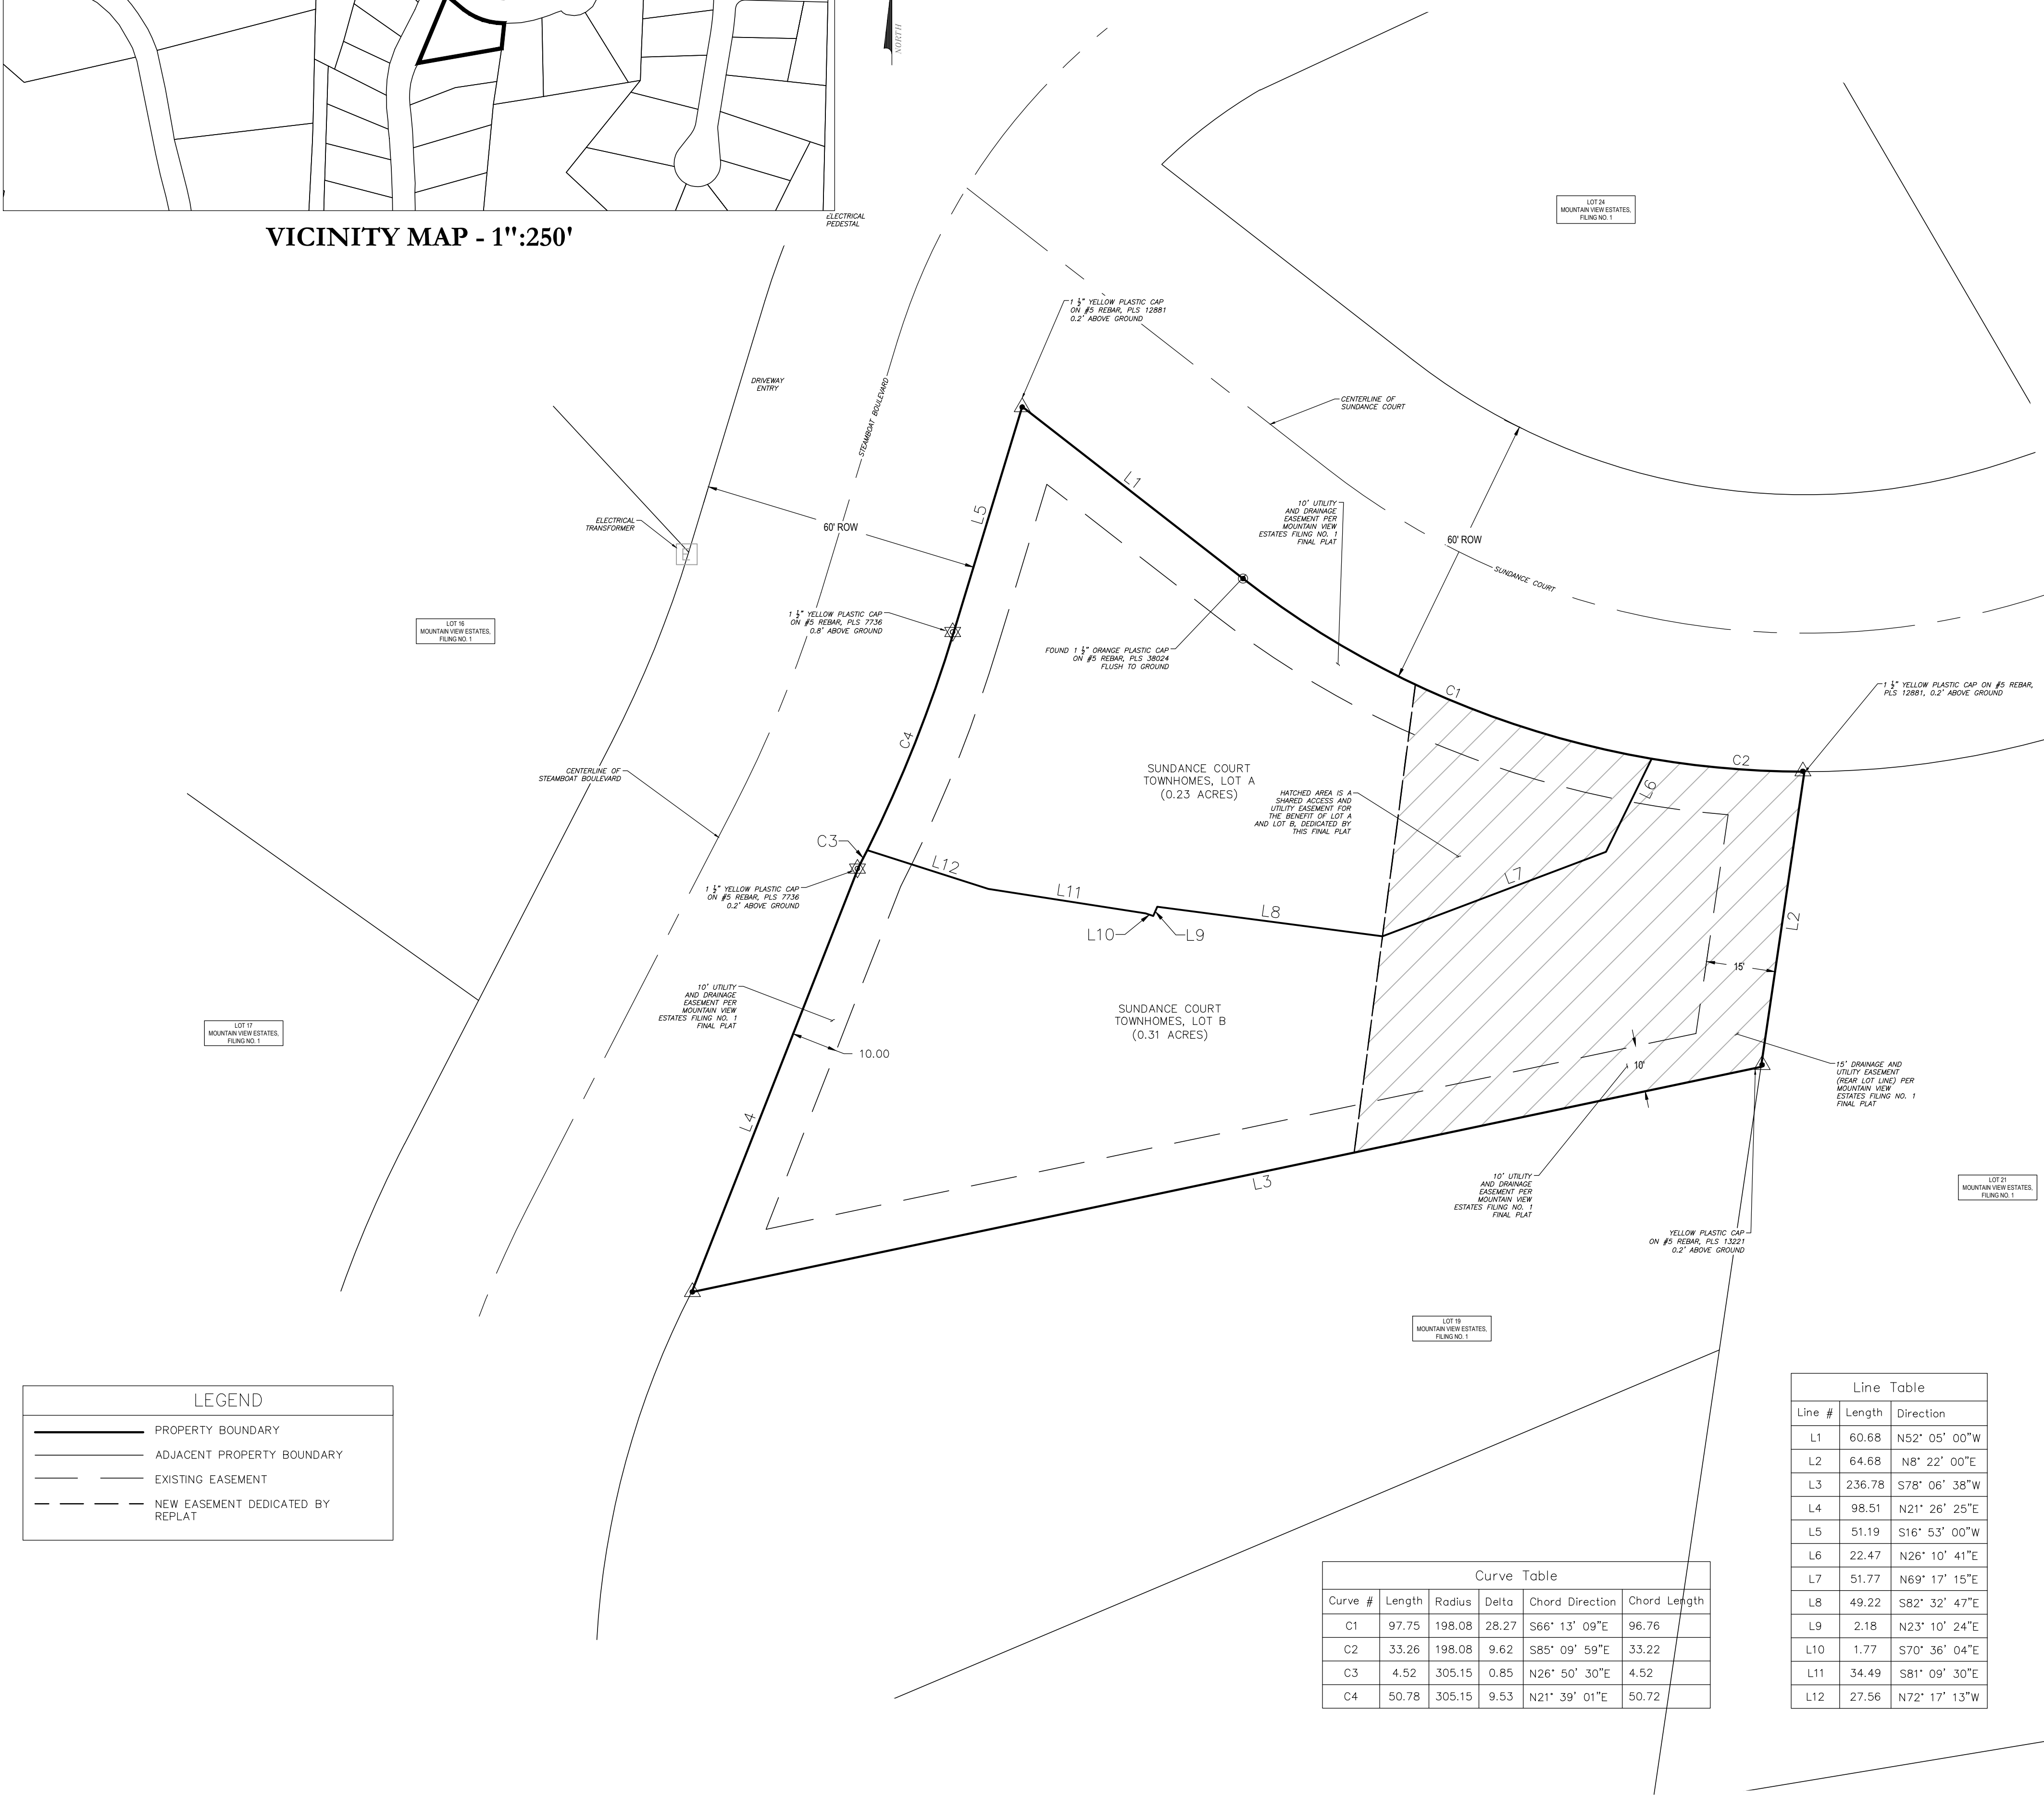 NORTH
VICINITY MAP - 1":250'
ELECTRICAL
PEDESTAL
LOT 24
MOUNTAIN VIEW ESTATES,
FILING NO. 1
1 ½" YELLOW PLASTIC CAP
ON #5 REBAR, PLS 12881
0.2' ABOVE GROUND
DRIVEWAY
ENTRY
STEAMBOAT BOULEVARD
CENTERLINE OF
SUNDANCE COURT
L1
L5
60' ROW
ELECTRICAL
TRANSFORMER
E
10' UTILITY
AND DRAINAGE
EASEMENT PER
MOUNTAIN VIEW
ESTATES FILING NO. 1
FINAL PLAT
60' ROW
SUNDANCE COURT
LOT 16
MOUNTAIN VIEW ESTATES,
FILING NO. 1
1 ½" YELLOW PLASTIC CAP
ON #5 REBAR, PLS 7736
0.8' ABOVE GROUND
FOUND 1 ½" ORANGE PLASTIC CAP
ON #5 REBAR, PLS 38024
FLUSH TO GROUND
C1
1 ½" YELLOW PLASTIC CAP ON #5 REBAR,
PLS 12881, 0.2' ABOVE GROUND
C4
C2
CENTERLINE OF
STEAMBOAT BOULEVARD
SUNDANCE COURT
TOWNHOMES, LOT A
(0.23 ACRES)
HATCHED AREA IS A
SHARED ACCESS AND
UTILITY EASEMENT FOR
THE BENEFIT OF LOT A
AND LOT B, DEDICATED BY
THIS FINAL PLAT
L6
C3
L12
L7
1 ½" YELLOW PLASTIC CAP
ON #5 REBAR, PLS 7736
0.2' ABOVE GROUND
L11
L8
L10
L9
L2
15'
10' UTILITY
AND DRAINAGE
EASEMENT PER
MOUNTAIN VIEW
ESTATES FILING NO. 1
FINAL PLAT
SUNDANCE COURT
TOWNHOMES, LOT B
(0.31 ACRES)
LOT 17
MOUNTAIN VIEW ESTATES,
FILING NO. 1
10.00
10'
15' DRAINAGE AND
UTILITY EASEMENT
(REAR LOT LINE) PER
MOUNTAIN VIEW
ESTATES FILING NO. 1
FINAL PLAT
L4
L3
10' UTILITY
AND DRAINAGE
EASEMENT PER
MOUNTAIN VIEW
ESTATES FILING NO. 1
FINAL PLAT
LOT 21
MOUNTAIN VIEW ESTATES,
FILING NO. 1
YELLOW PLASTIC CAP
ON #5 REBAR, PLS 13221
0.2' ABOVE GROUND
LOT 19
MOUNTAIN VIEW ESTATES,
FILING NO. 1
LEGEND
PROPERTY BOUNDARY
ADJACENT PROPERTY BOUNDARY
EXISTING EASEMENT
NEW EASEMENT DEDICATED BY
REPLAT
Curve Table
Curve # Length Radius Delta Chord Direction Chord Length
C1 97.75 198.08 28.27 S66° 13' 09"E 96.76
C2 33.26 198.08 9.62 S85° 09' 59"E 33.22
C3 4.52 305.15 0.85 N26° 50' 30"E 4.52
C4 50.78 305.15 9.53 N21° 39' 01"E 50.72
Line Table
Line # Length Direction
L1 60.68 N52° 05' 00"W
L2 64.68 N8° 22' 00"E
L3 236.78 S78° 06' 38"W
L4 98.51 N21° 26' 25"E
L5 51.19 S16° 53' 00"W
L6 22.47 N26° 10' 41"E
L7 51.77 N69° 17' 15"E
L8 49.22 S82° 32' 47"E
L9 2.18 N23° 10' 24"E
L10 1.77 S70° 36' 04"E
L11 34.49 S81° 09' 30"E
L12 27.56 N72° 17' 13"W